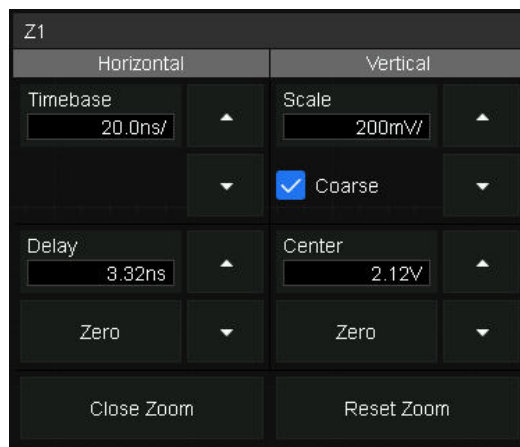 Z1
Horizontal
Vertical
Timebase
20.0ns/
Scale
200mV/
Coarse
Delay
3.32ns
Center
2.12V
Zero
Zero
Close Zoom
Reset Zoom